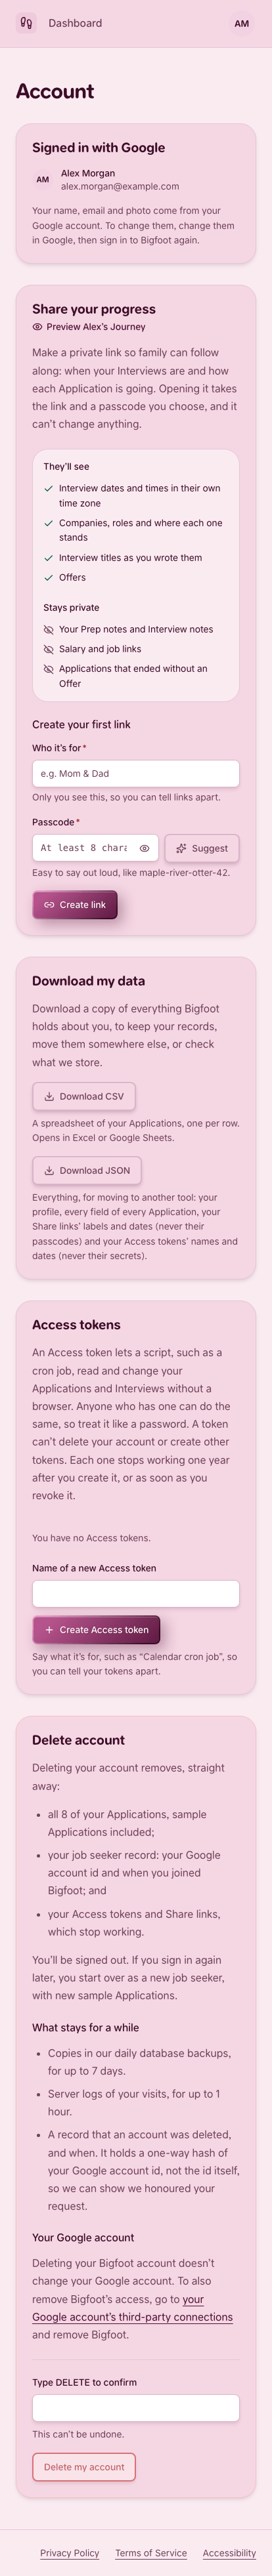 Dashboard
AM
Account
Signed in with Google
AM
Alex Morgan
alex.morgan@example.com
Your name, email and photo come from your
Google account. To change them, change them
in Google, then sign in to Bigfoot again.
Share your progress
Preview Alex's Journey
Make a private link so family can follow
along: when your Interviews are and how
each Application is going. Opening it takes
the link and a passcode you choose, and it
can't change anything.
They'll see
Interview dates and times in their own
time zone
Companies, roles and where each one
stands
Interview titles as you wrote them
Offers
Stays private
Your Prep notes and Interview notes
Salary and job links
Applications that ended without an
Offer
Create your first link
Who it's for*
e.g. Mom & Dad
Only you see this, so you can tell links apart.
Passcode*
At least 8 chara
Suggest
Easy to say out loud, like maple-river-otter-42.
Create link
Download my data
Download a copy of everything Bigfoot
holds about you, to keep your records,
move them somewhere else, or check
what we store.
Download CSV
A spreadsheet of your Applications, one per row.
Opens in Excel or Google Sheets.
Download JSON
Everything, for moving to another tool: your
profile, every field of every Application, your
Share links' labels and dates (never their
passcodes) and your Access tokens' names and
dates (never their secrets).
Access tokens
An Access token lets a script, such as a
cron job, read and change your
Applications and Interviews without a
browser. Anyone who has one can do the
same, so treat it like a password. A token
can't delete your account or create other
tokens. Each one stops working one year
after you create it, or as soon as you
revoke it.
You have no Access tokens.
Name of a new Access token
Create Access token
Say what it's for, such as “Calendar cron job”, so
you can tell your tokens apart.
Delete account
Deleting your account removes, straight
away:
all 8 of your Applications, sample
Applications included;
your job seeker record: your Google
account id and when you joined
Bigfoot; and
your Access tokens and Share links,
which stop working.
You'll be signed out. If you sign in again
later, you start over as a new job seeker,
with new sample Applications.
What stays for a while
Copies in our daily database backups,
for up to 7 days.
Server logs of your visits, for up to 1
hour.
A record that an account was deleted,
and when. It holds a one-way hash of
your Google account id, not the id itself,
so we can show we honoured your
request.
Your Google account
Deleting your Bigfoot account doesn't
change your Google account. To also
remove Bigfoot's access, go to your
Google account's third-party connections
and remove Bigfoot.
Type DELETE to confirm
This can't be undone.
Delete my account
Privacy Policy
Terms of Service
Accessibility